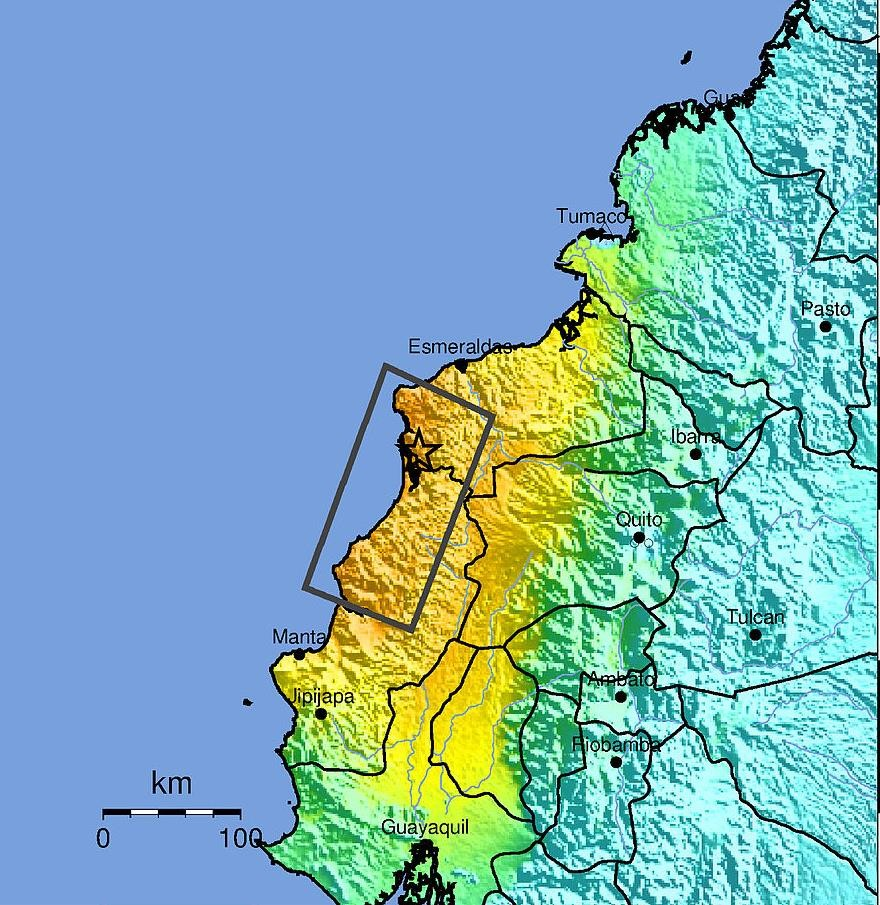 Tumaco
Pasto
Esmeraldas
Ibarra
Quito
Tulcan
Manta
Jipijapa
Ambato
Riobamba
km
0
100
Guayaquil